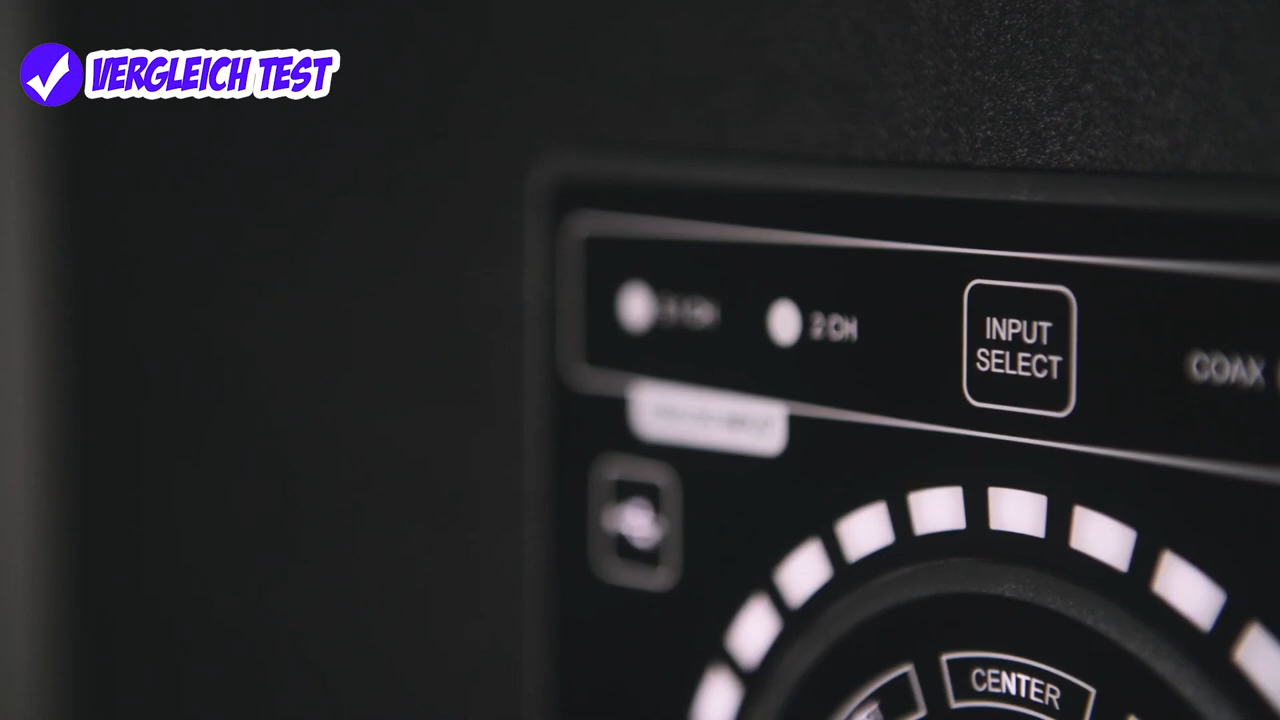 VERGLEICH TEST
2 CH
INPUT
SELECT
COAX
CENTER